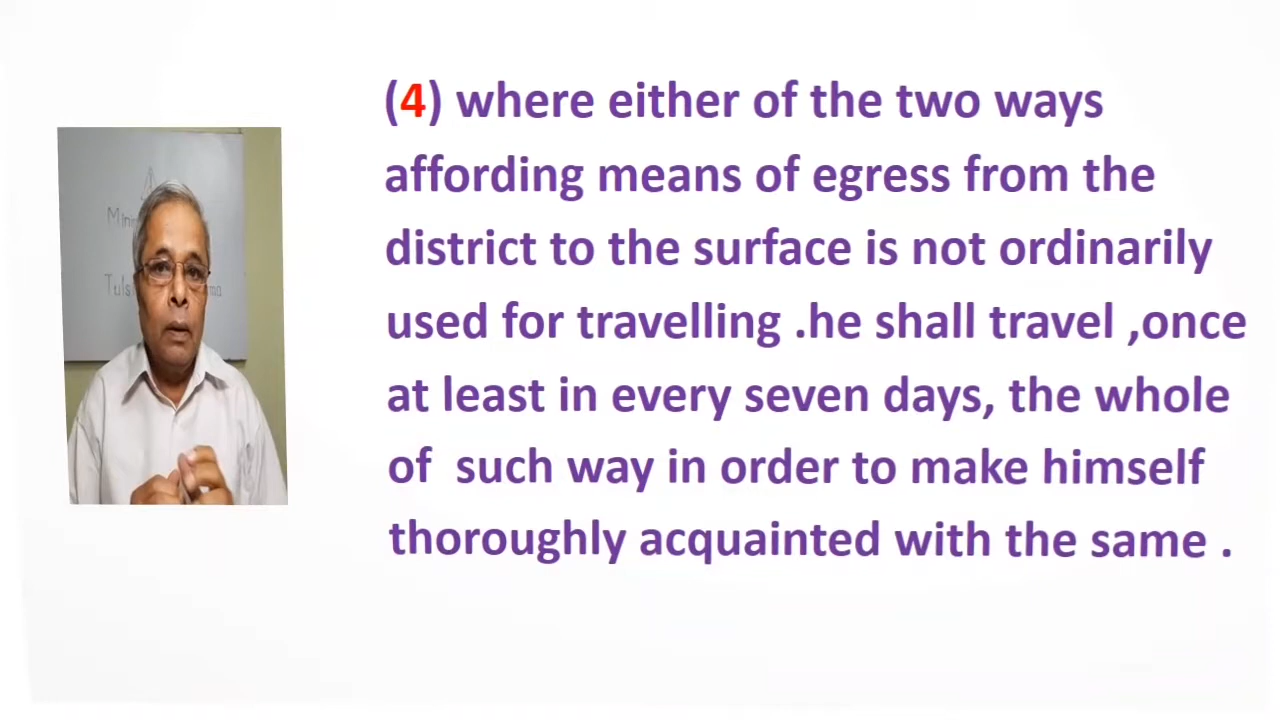 (4) where either of the two ways
affording means of egress from the
district to the surface is not ordinarily
used for travelling .he shall travel ,once
at least in every seven days, the whole
of such way in order to make himself
thoroughly acquainted with the same .